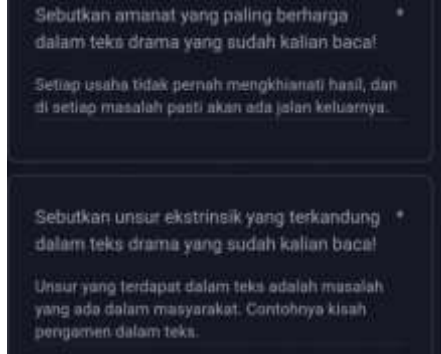 Sebutkan amanat yang paling berharga *
dalam teks drama yang sudah kalian baca!
Setiap usaha tidak pernah mengkhianati hasil, dan
di setiap masalah pasti akan ada jalan keluarnya.
Sebutkan unsur ekstrinsik yang terkandung *
dalam teks drama yang sudah kalian baca!
Unsur yang terdapat dalam teks adalah masalah
yang ada dalam masyarakat. Contohnya kisah
pengamen dalam teks.